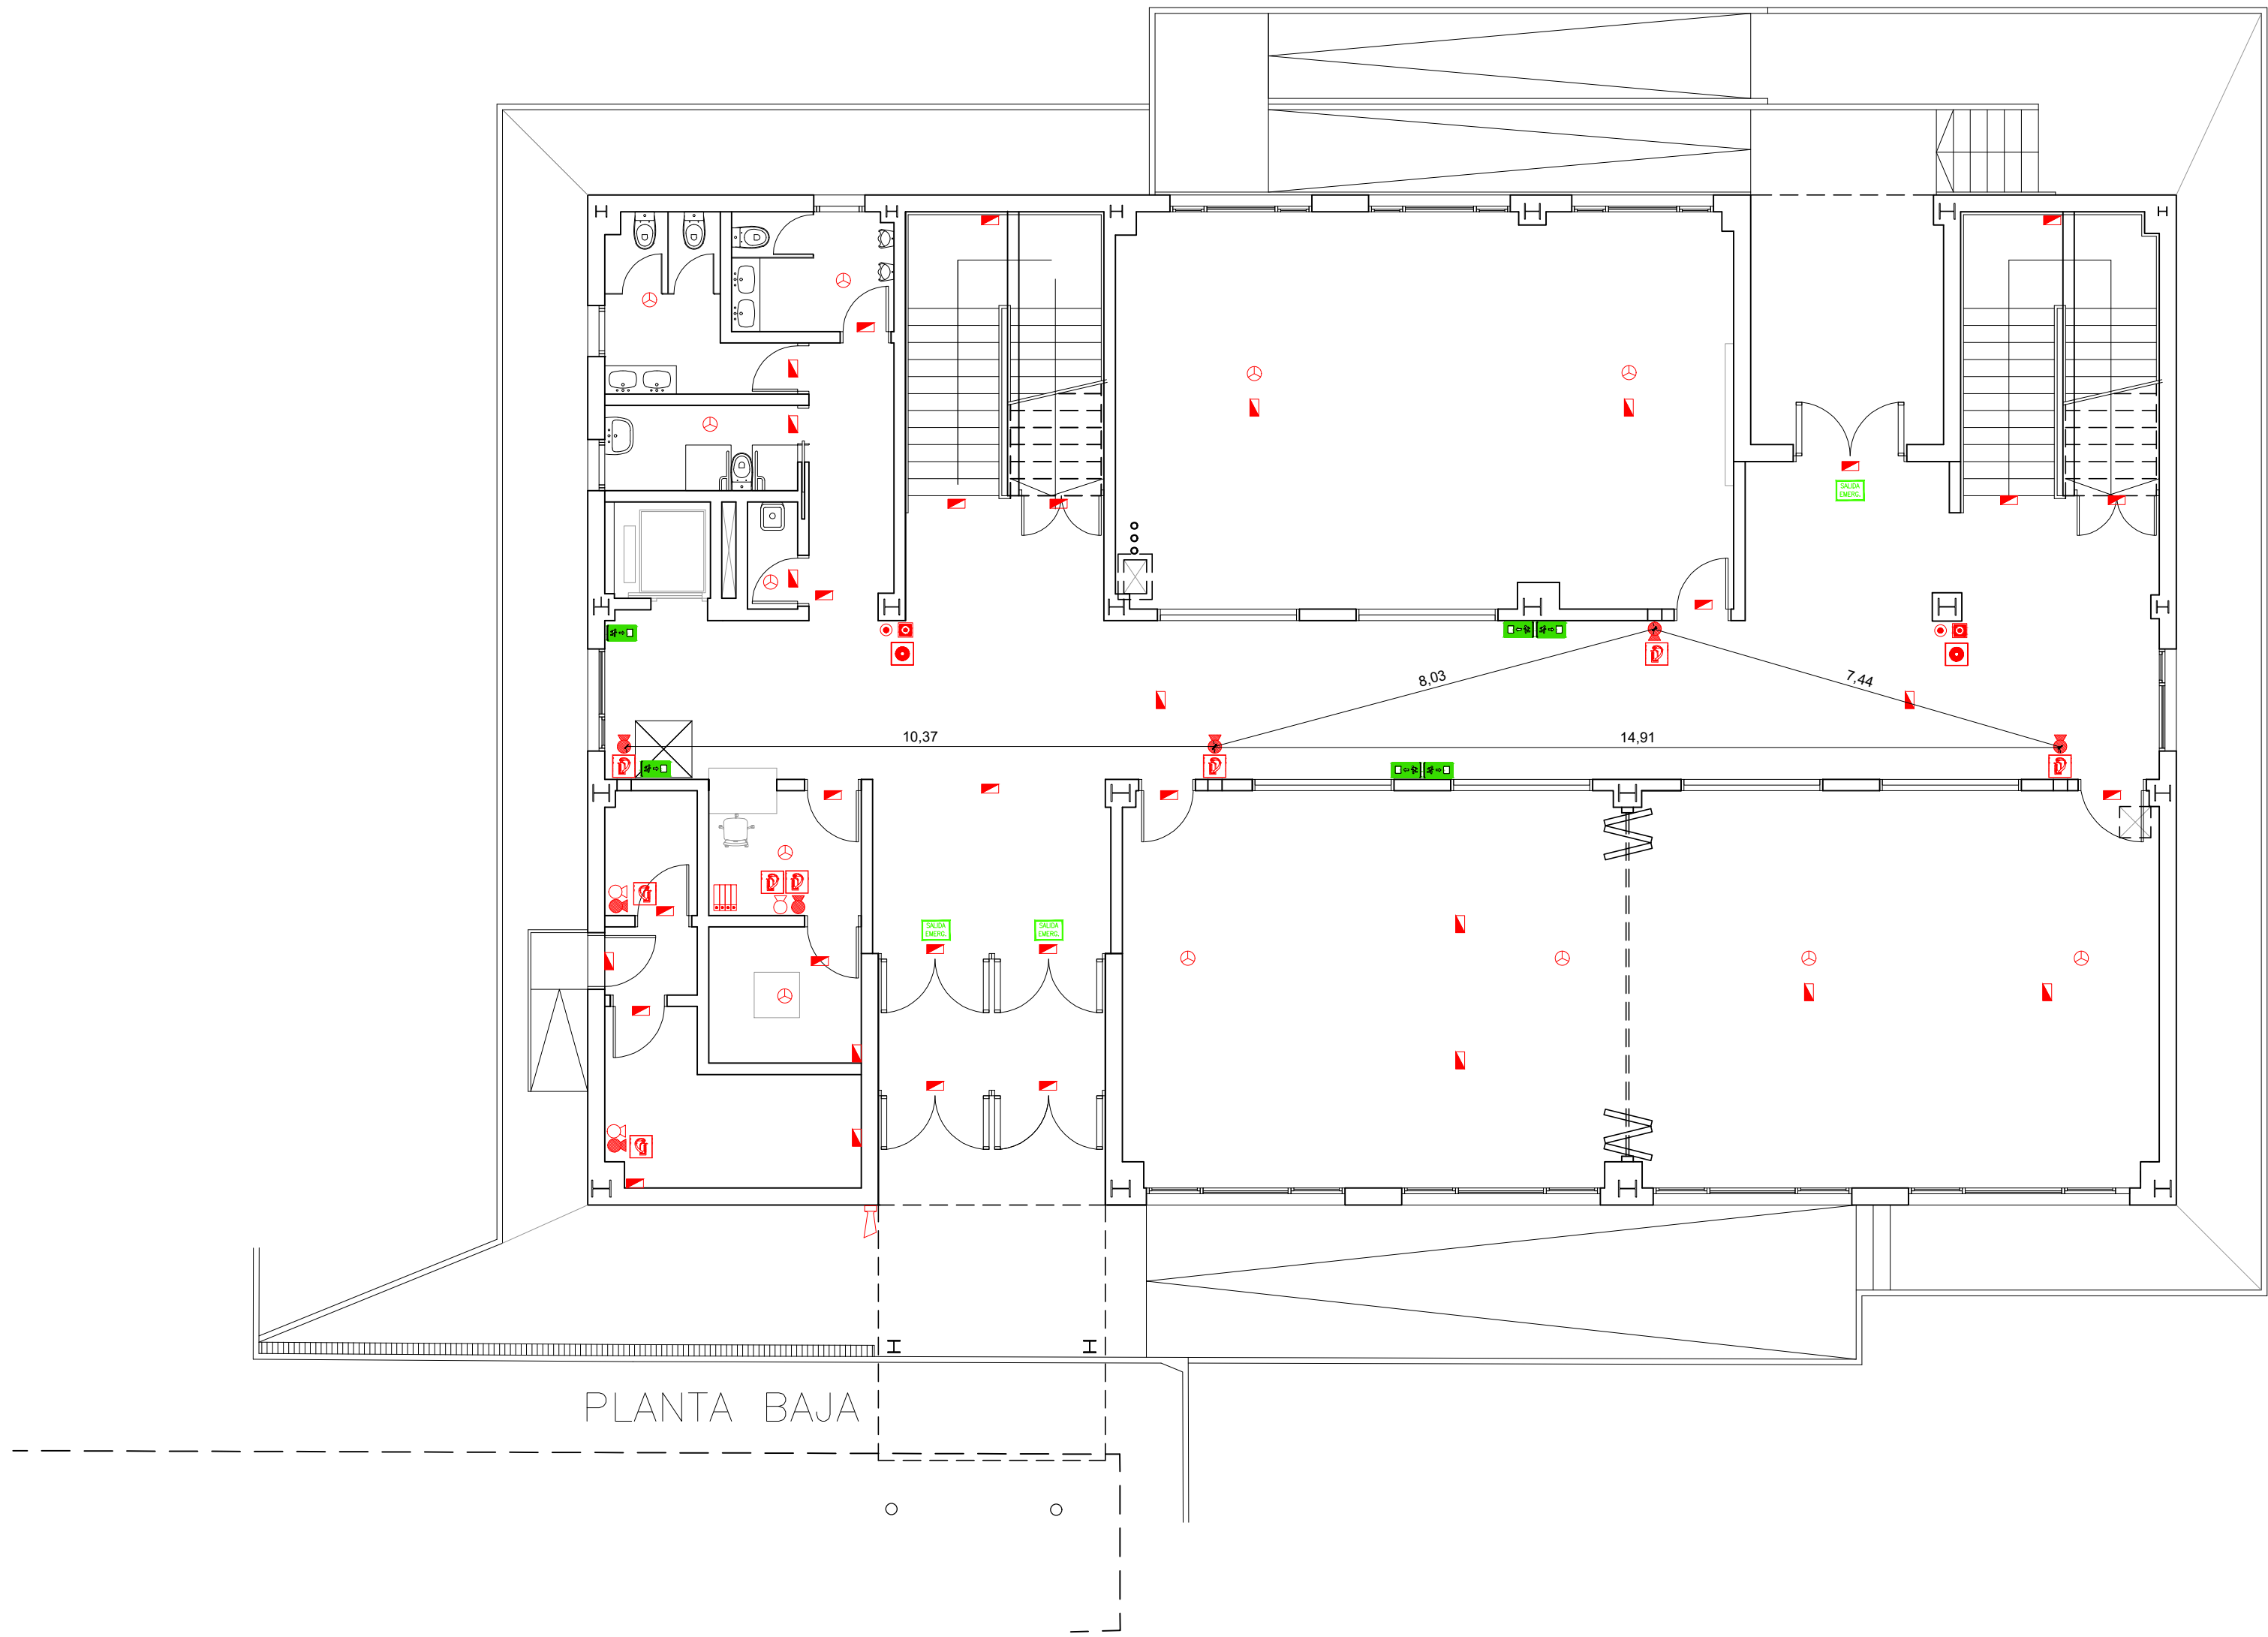 SALIDA
EMERG.
8,03
7,44
10,37
14,91
SALIDA
EMERG.
SALIDA
EMERG.
PLANTA BAJA